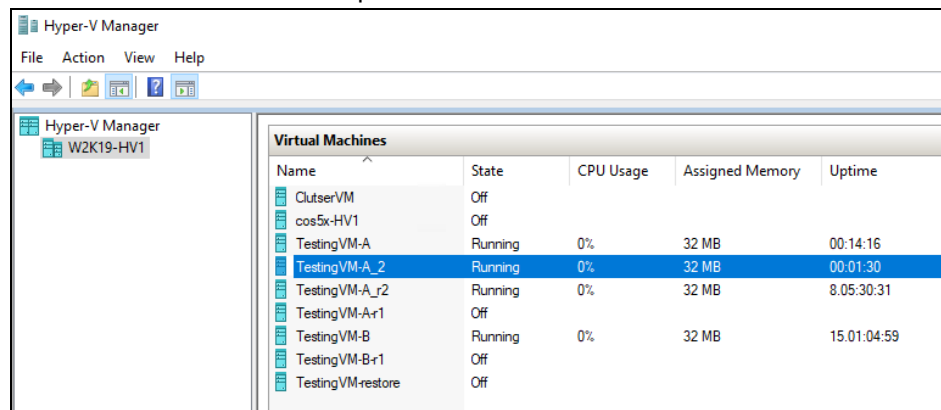 Hyper-V Manager
File Action View Help
Hyper-V Manager
W2K19-HV1
Virtual Machines
Name State CPU Usage Assigned Memory Uptime
ClutserVM Off
cos5x-HV1 Off
TestingVM-A Running 0% 32 MB 00:14:16
TestingVM-A_2 Running 0% 32 MB 00:01:30
TestingVM-A_r2 Running 0% 32 MB 8.05:30:31
TestingVM-A-r1 Off
TestingVM-B Running 0% 32 MB 15.01:04:59
TestingVM-B-r1 Off
TestingVM-restore Off